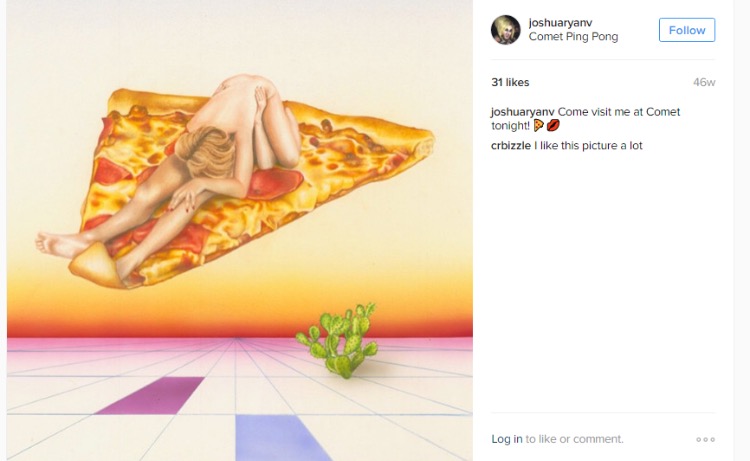 joshuaryanv
Comet Ping Pong
Follow
31 likes
46w
joshuaryanv Come visit me at Comet
tonight! 🍕💋
crbizzle I like this picture a lot
Log in to like or comment.